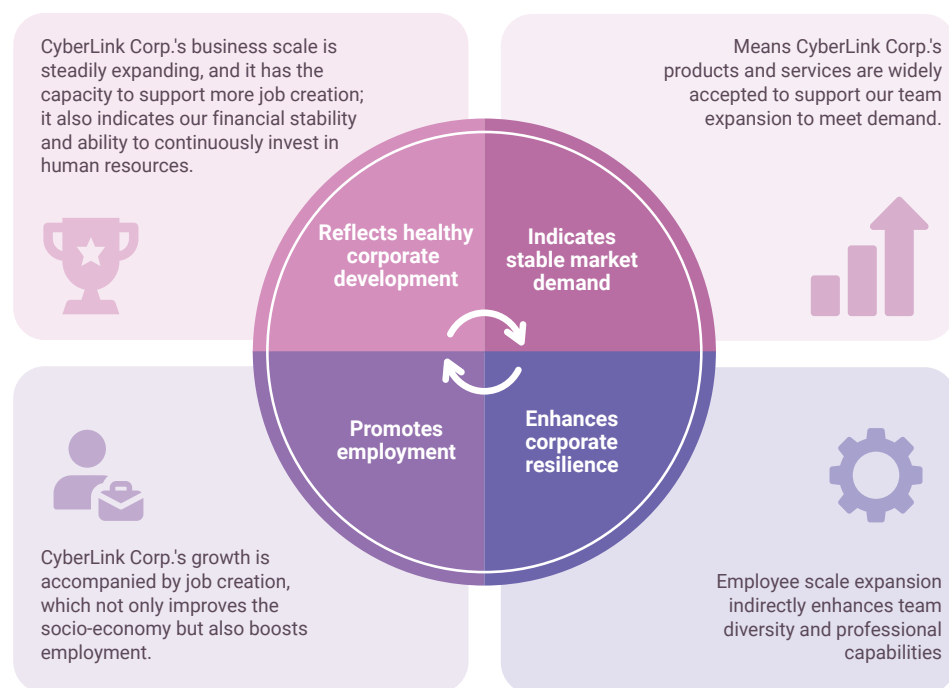 CyberLink Corp.'s business scale is
steadily expanding, and it has the
capacity to support more job creation;
it also indicates our financial stability
and ability to continuously invest in
human resources.
Means CyberLink Corp.'s
products and services are widely
accepted to support our team
expansion to meet demand.
Reflects healthy
corporate
development
Indicates
stable market
demand
Promotes
employment
Enhances
corporate
resilience
CyberLink Corp.'s growth is
accompanied by job creation,
which not only improves the
socio-economy but also boosts
employment.
Employee scale expansion
indirectly enhances team
diversity and professional
capabilities